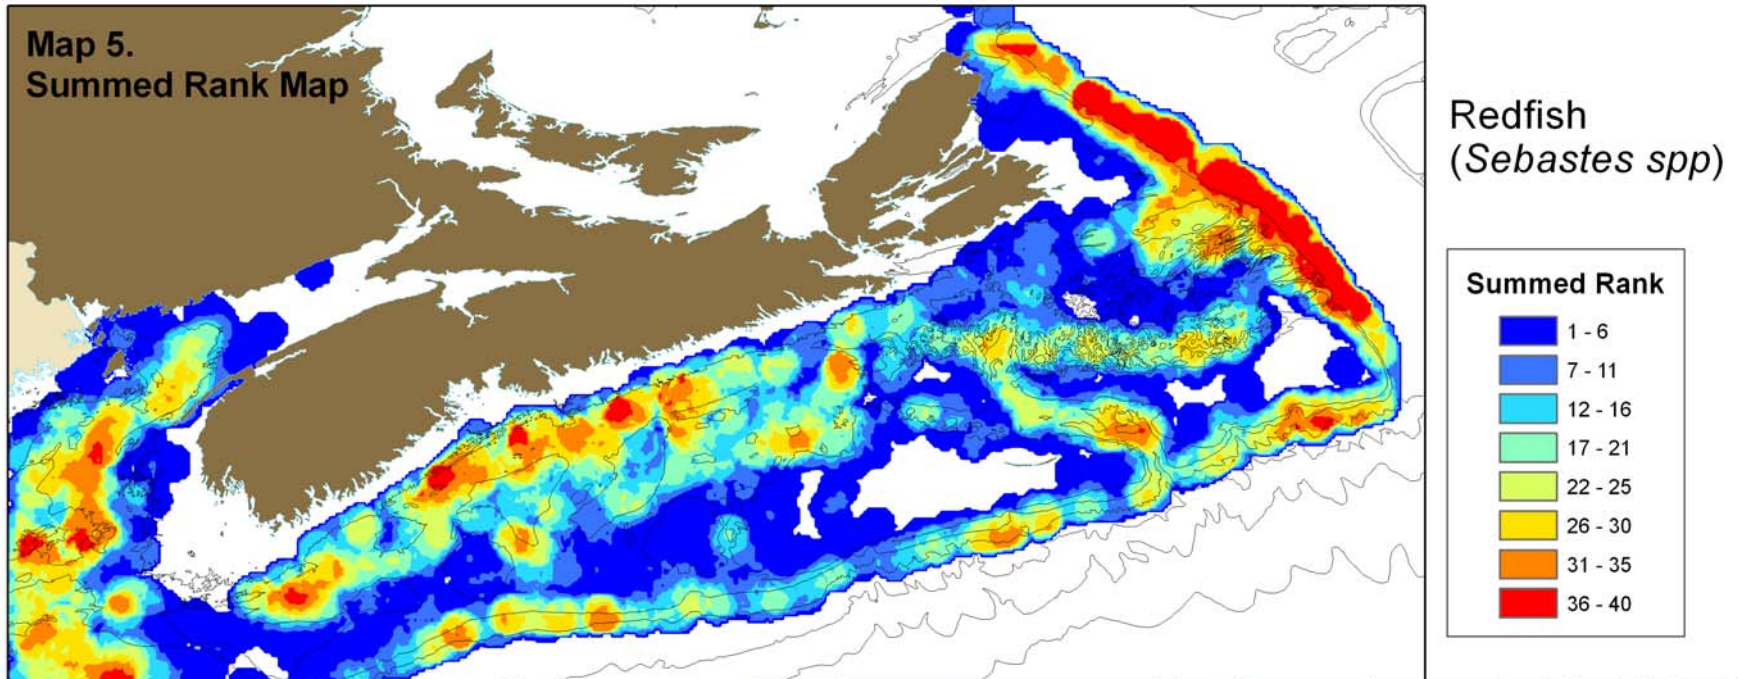 Map 5.
Summed Rank Map
Redfish
(Sebastes spp)
Summed Rank
1 - 6
7 - 11
12 - 16
17 - 21
22 - 25
26 - 30
31 - 35
36 - 40